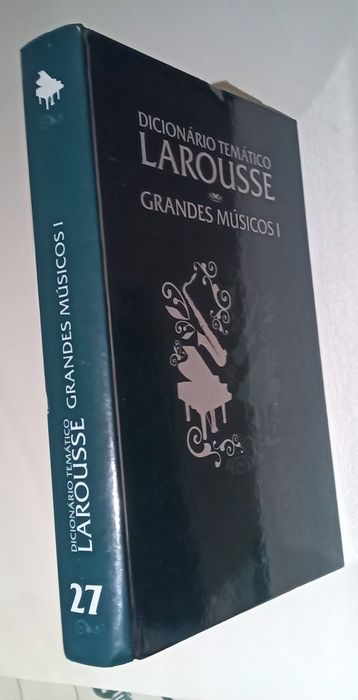 DICIONÁRIO TEMÁTICO
LAROUSSE
GRANDES MÚSICOS I
DICIONÁRIO TEMÁTICO
LAROUSSE
GRANDES MÚSICOS I
27